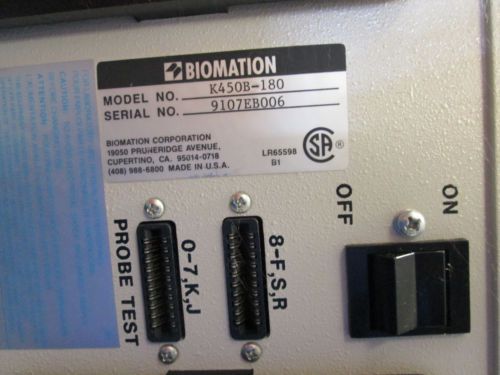 BIOMATION
MODEL NO. K450B-180
SERIAL NO. 9107EB006
BIOMATION CORPORATION
19050 PRUNERIDGE AVENUE,
CUPERTINO, CA. 95014-0718
(408) 988-6800 MADE IN U.S.A.
LR65598
B1
SA
OFF
ON
PROBE TEST
0-7,K,J
8-F,S,R
ATTENTION